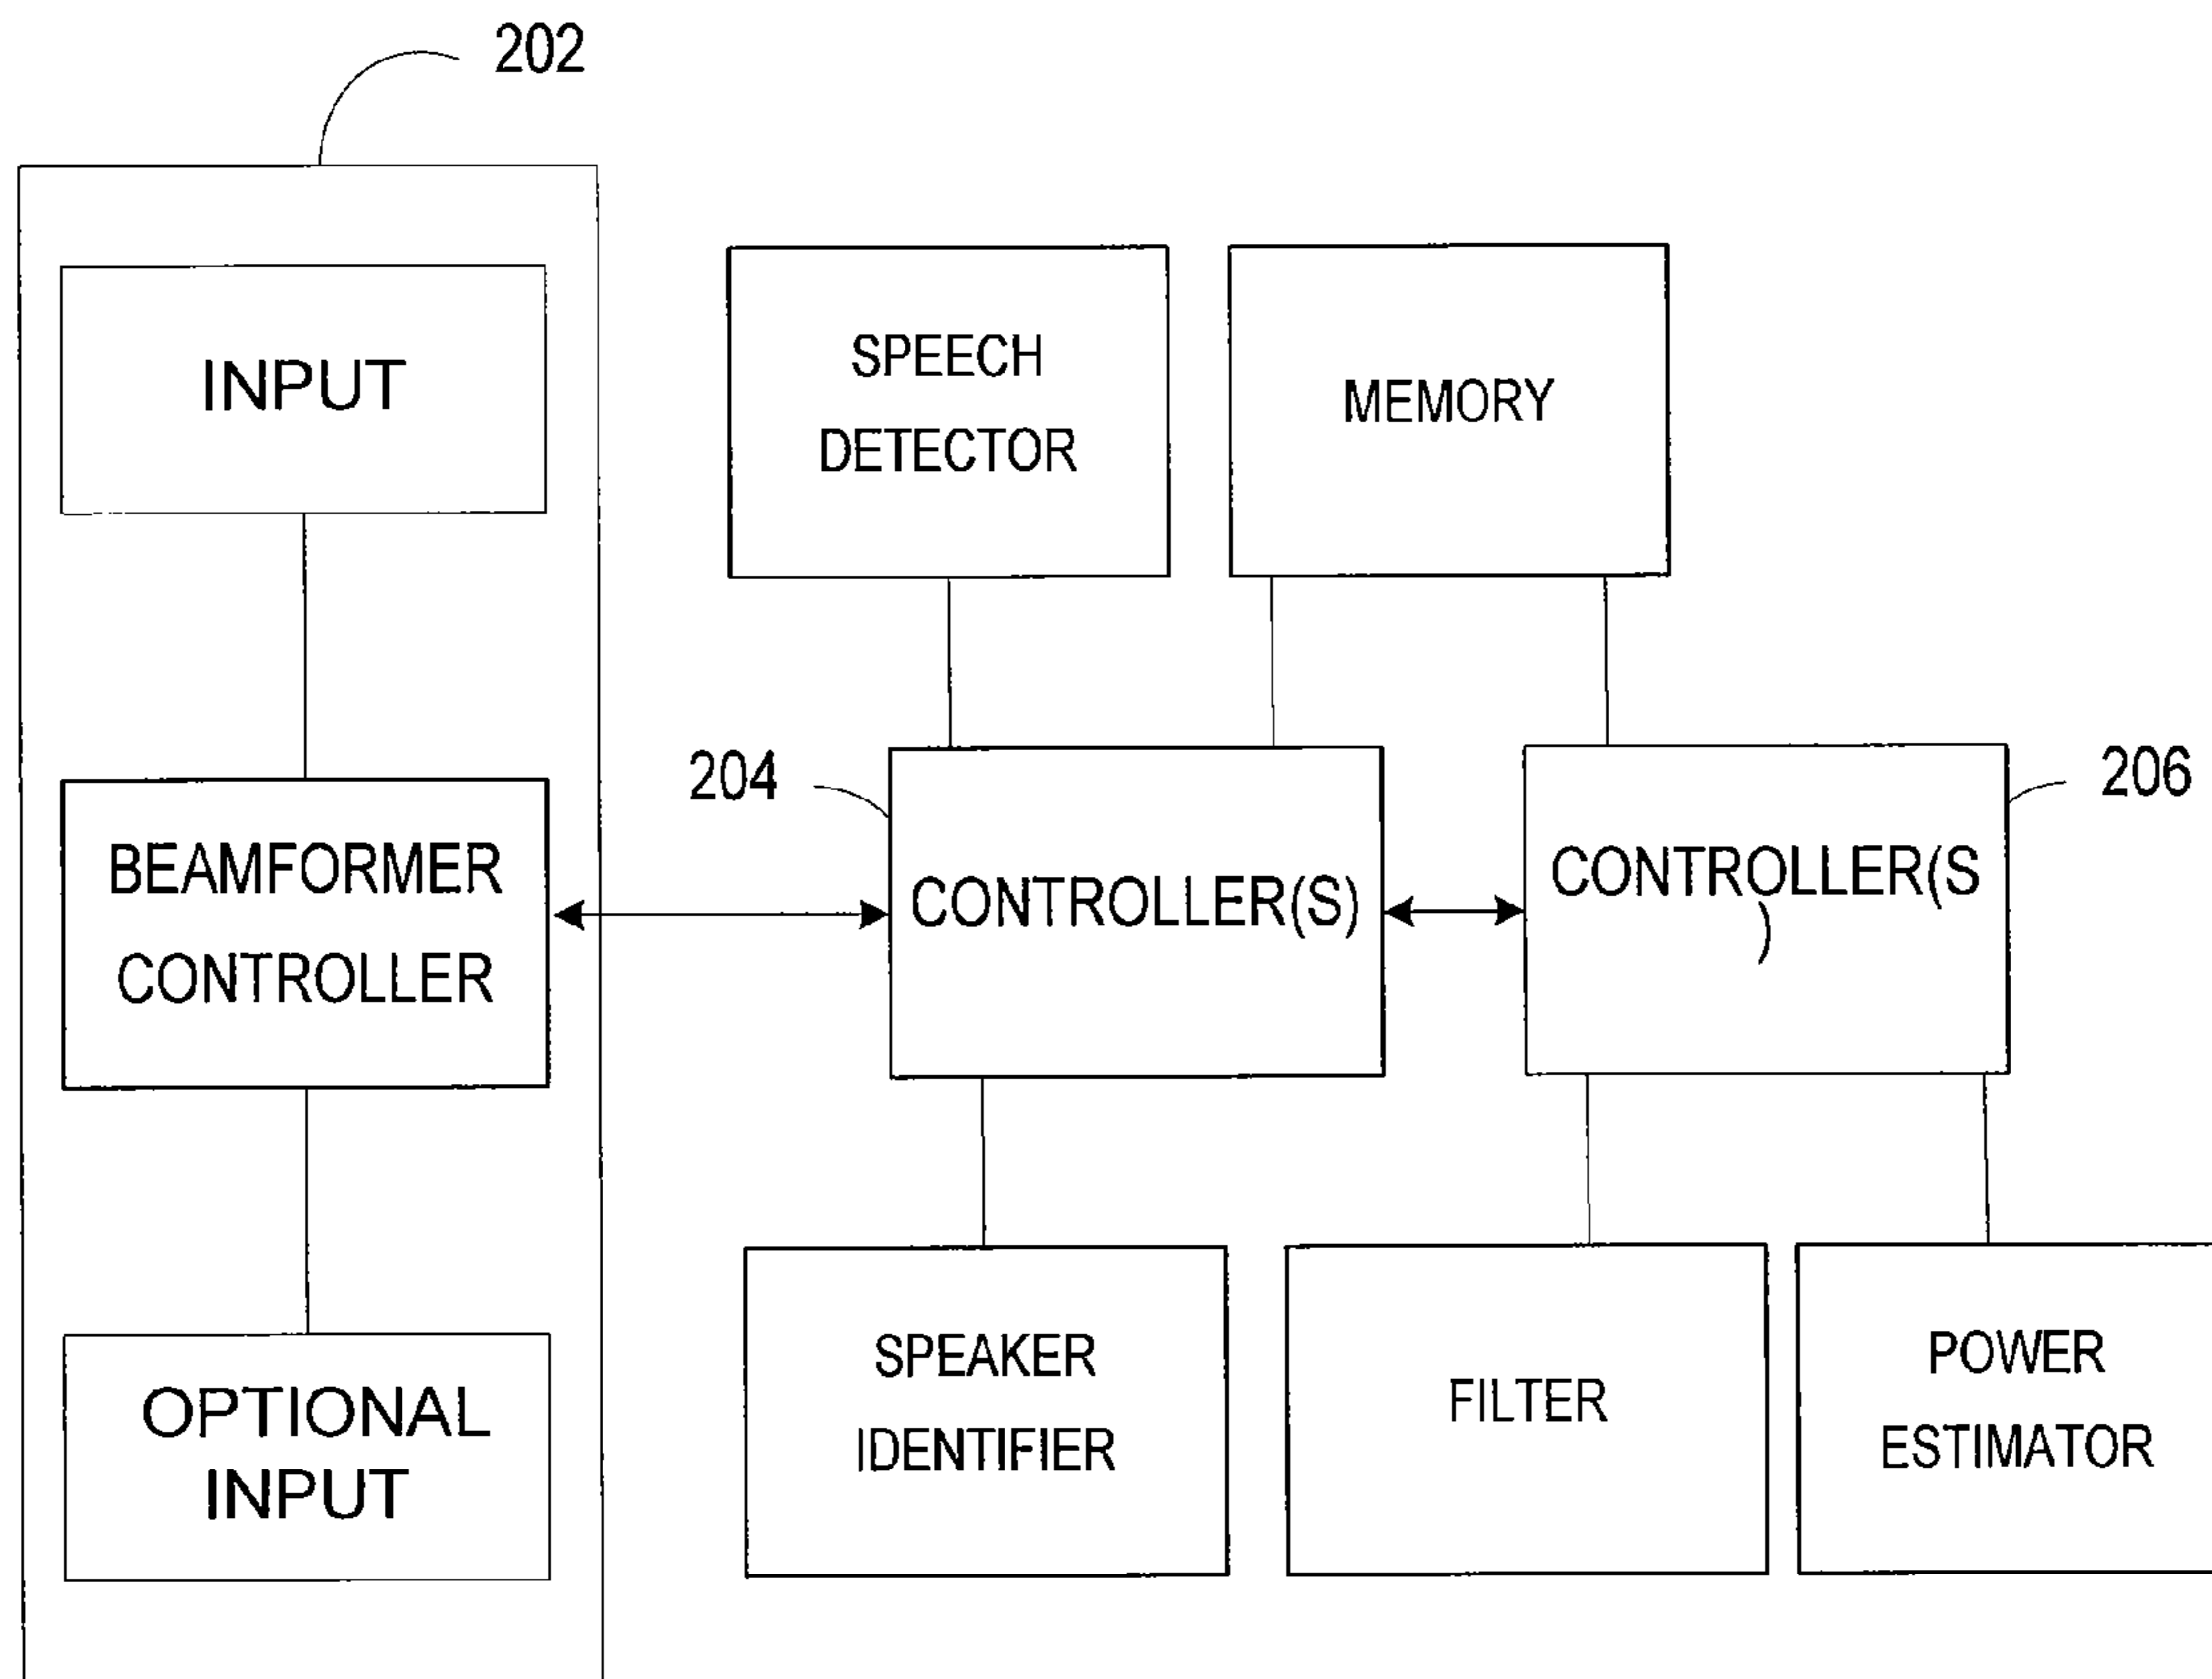 202
INPUT
SPEECH
DETECTOR
MEMORY
204
206
BEAMFORMER
CONTROLLER
CONTROLLER(S)
CONTROLLER(S
)
OPTIONAL
INPUT
SPEAKER
IDENTIFIER
FILTER
POWER
ESTIMATOR